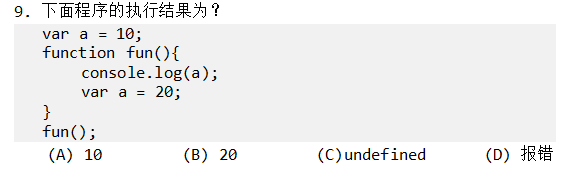 9. 下面程序的执行结果为？
var a = 10;
function fun(){
    console.log(a);
    var a = 20;
}
fun();
(A) 10 (B) 20 (C)undefined (D) 报错